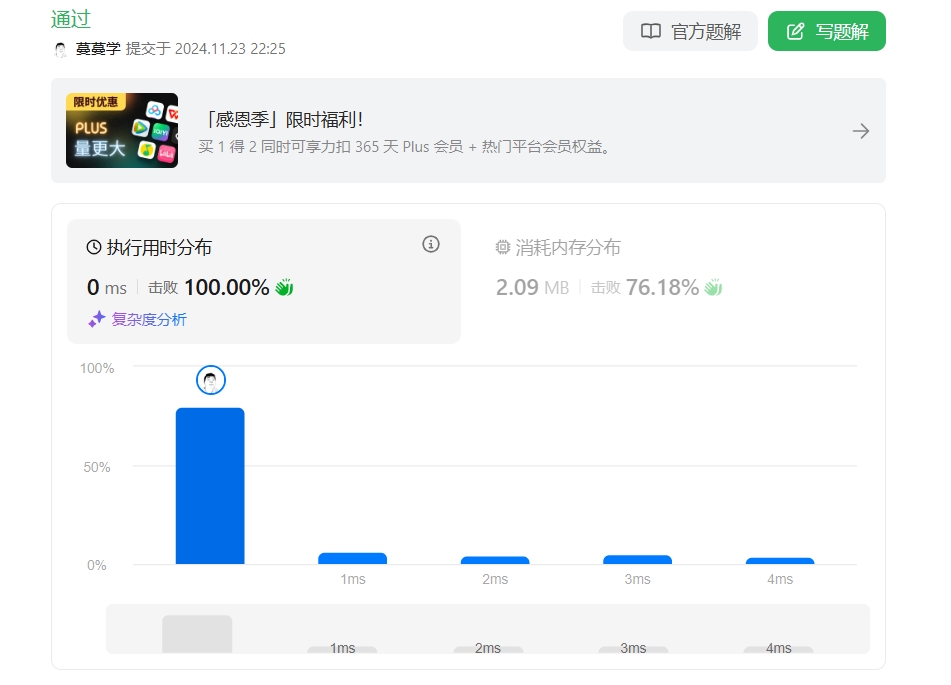 通过
官方题解
写题解
蟇蟇学 提交于 2024.11.23 22:25
限时优惠
PLUS
量更大
「感恩季」限时福利！
买 1 得 2 同时可享力扣 365 天 Plus 会员 + 热门平台会员权益。
执行用时分布
0 ms 击败 100.00%
复杂度分析
消耗内存分布
2.09 MB 击败 76.18%
100%
50%
0%
1ms 2ms 3ms 4ms
1ms 2ms 3ms 4ms